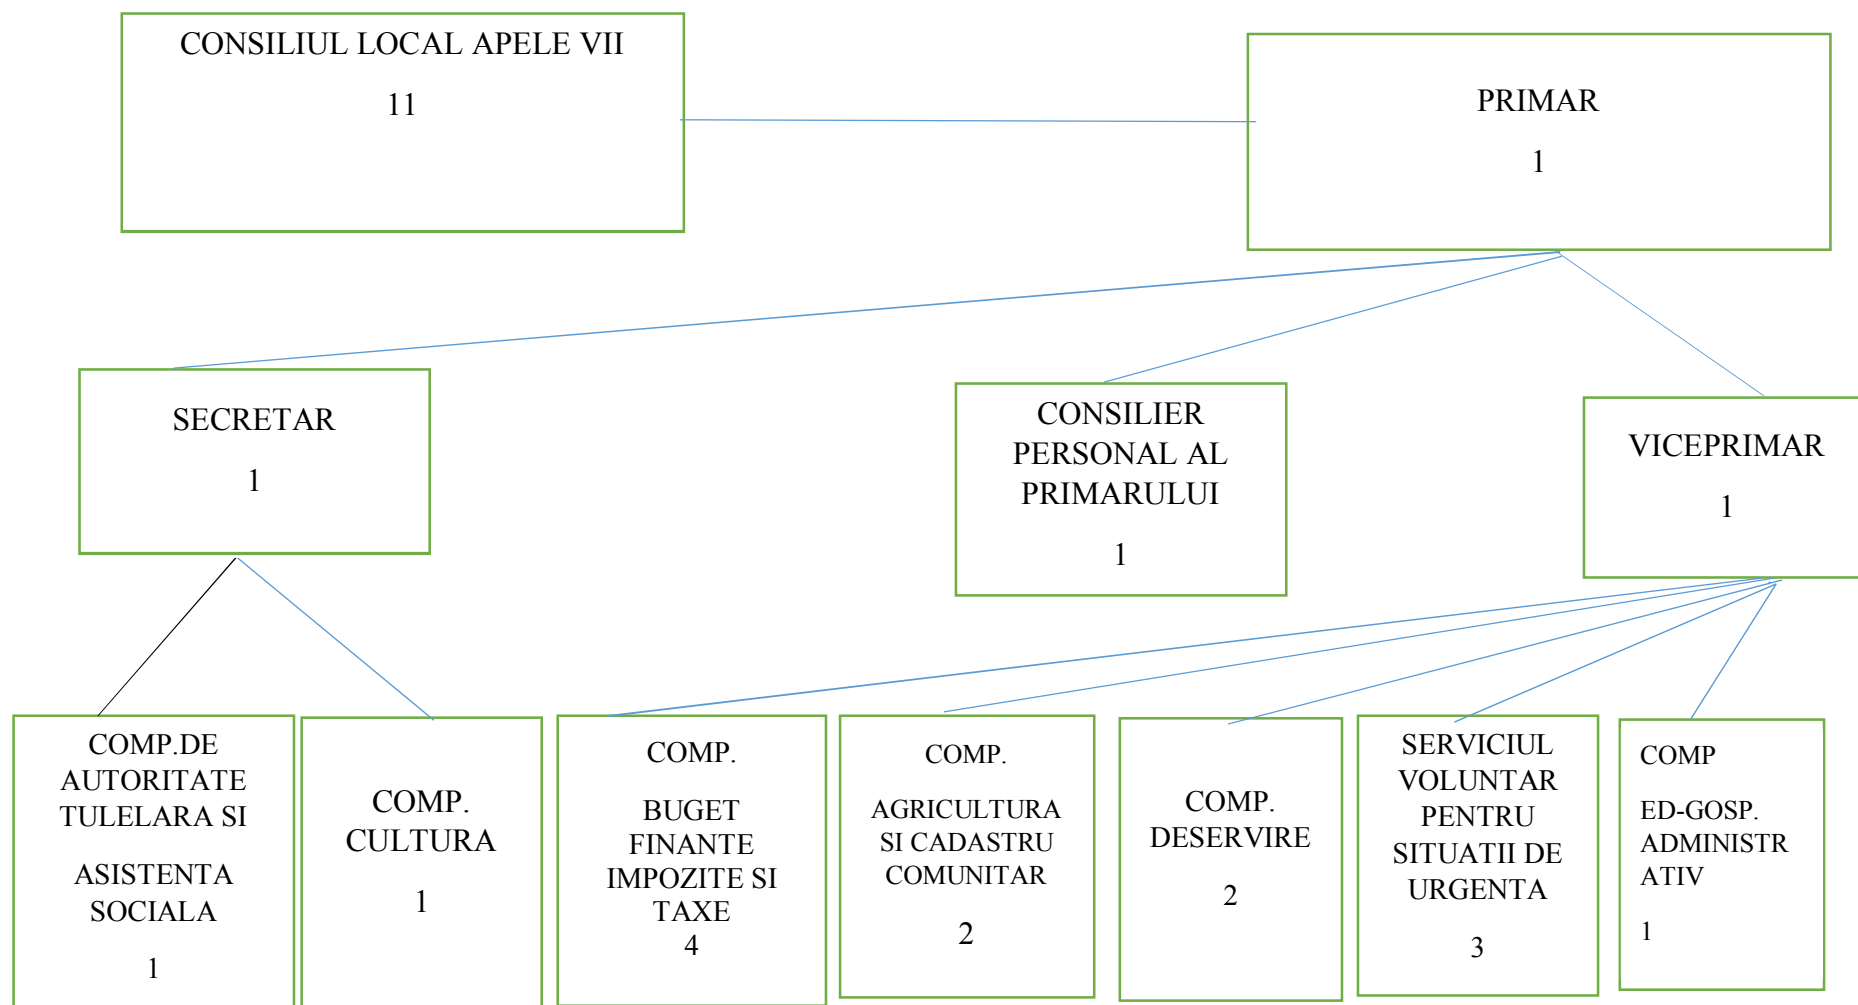 CONSILIUL LOCAL APELE VII
11
PRIMAR
1
SECRETAR
1
CONSILIER
PERSONAL AL
PRIMARULUI
1
VICEPRIMAR
1
COMP.DE
AUTORITATE
TULELARA SI
ASISTENTA
SOCIALA
1
COMP.
CULTURA
1
COMP.
BUGET
FINANTE
IMPOZITE SI
TAXE
4
COMP.
AGRICULTURA
SI CADASTRU
COMUNITAR
2
COMP.
DESERVIRE
2
SERVICIUL
VOLUNTAR
PENTRU
SITUATII DE
URGENTA
3
COMP
ED-GOSP.
ADMINISTR
ATIV
1